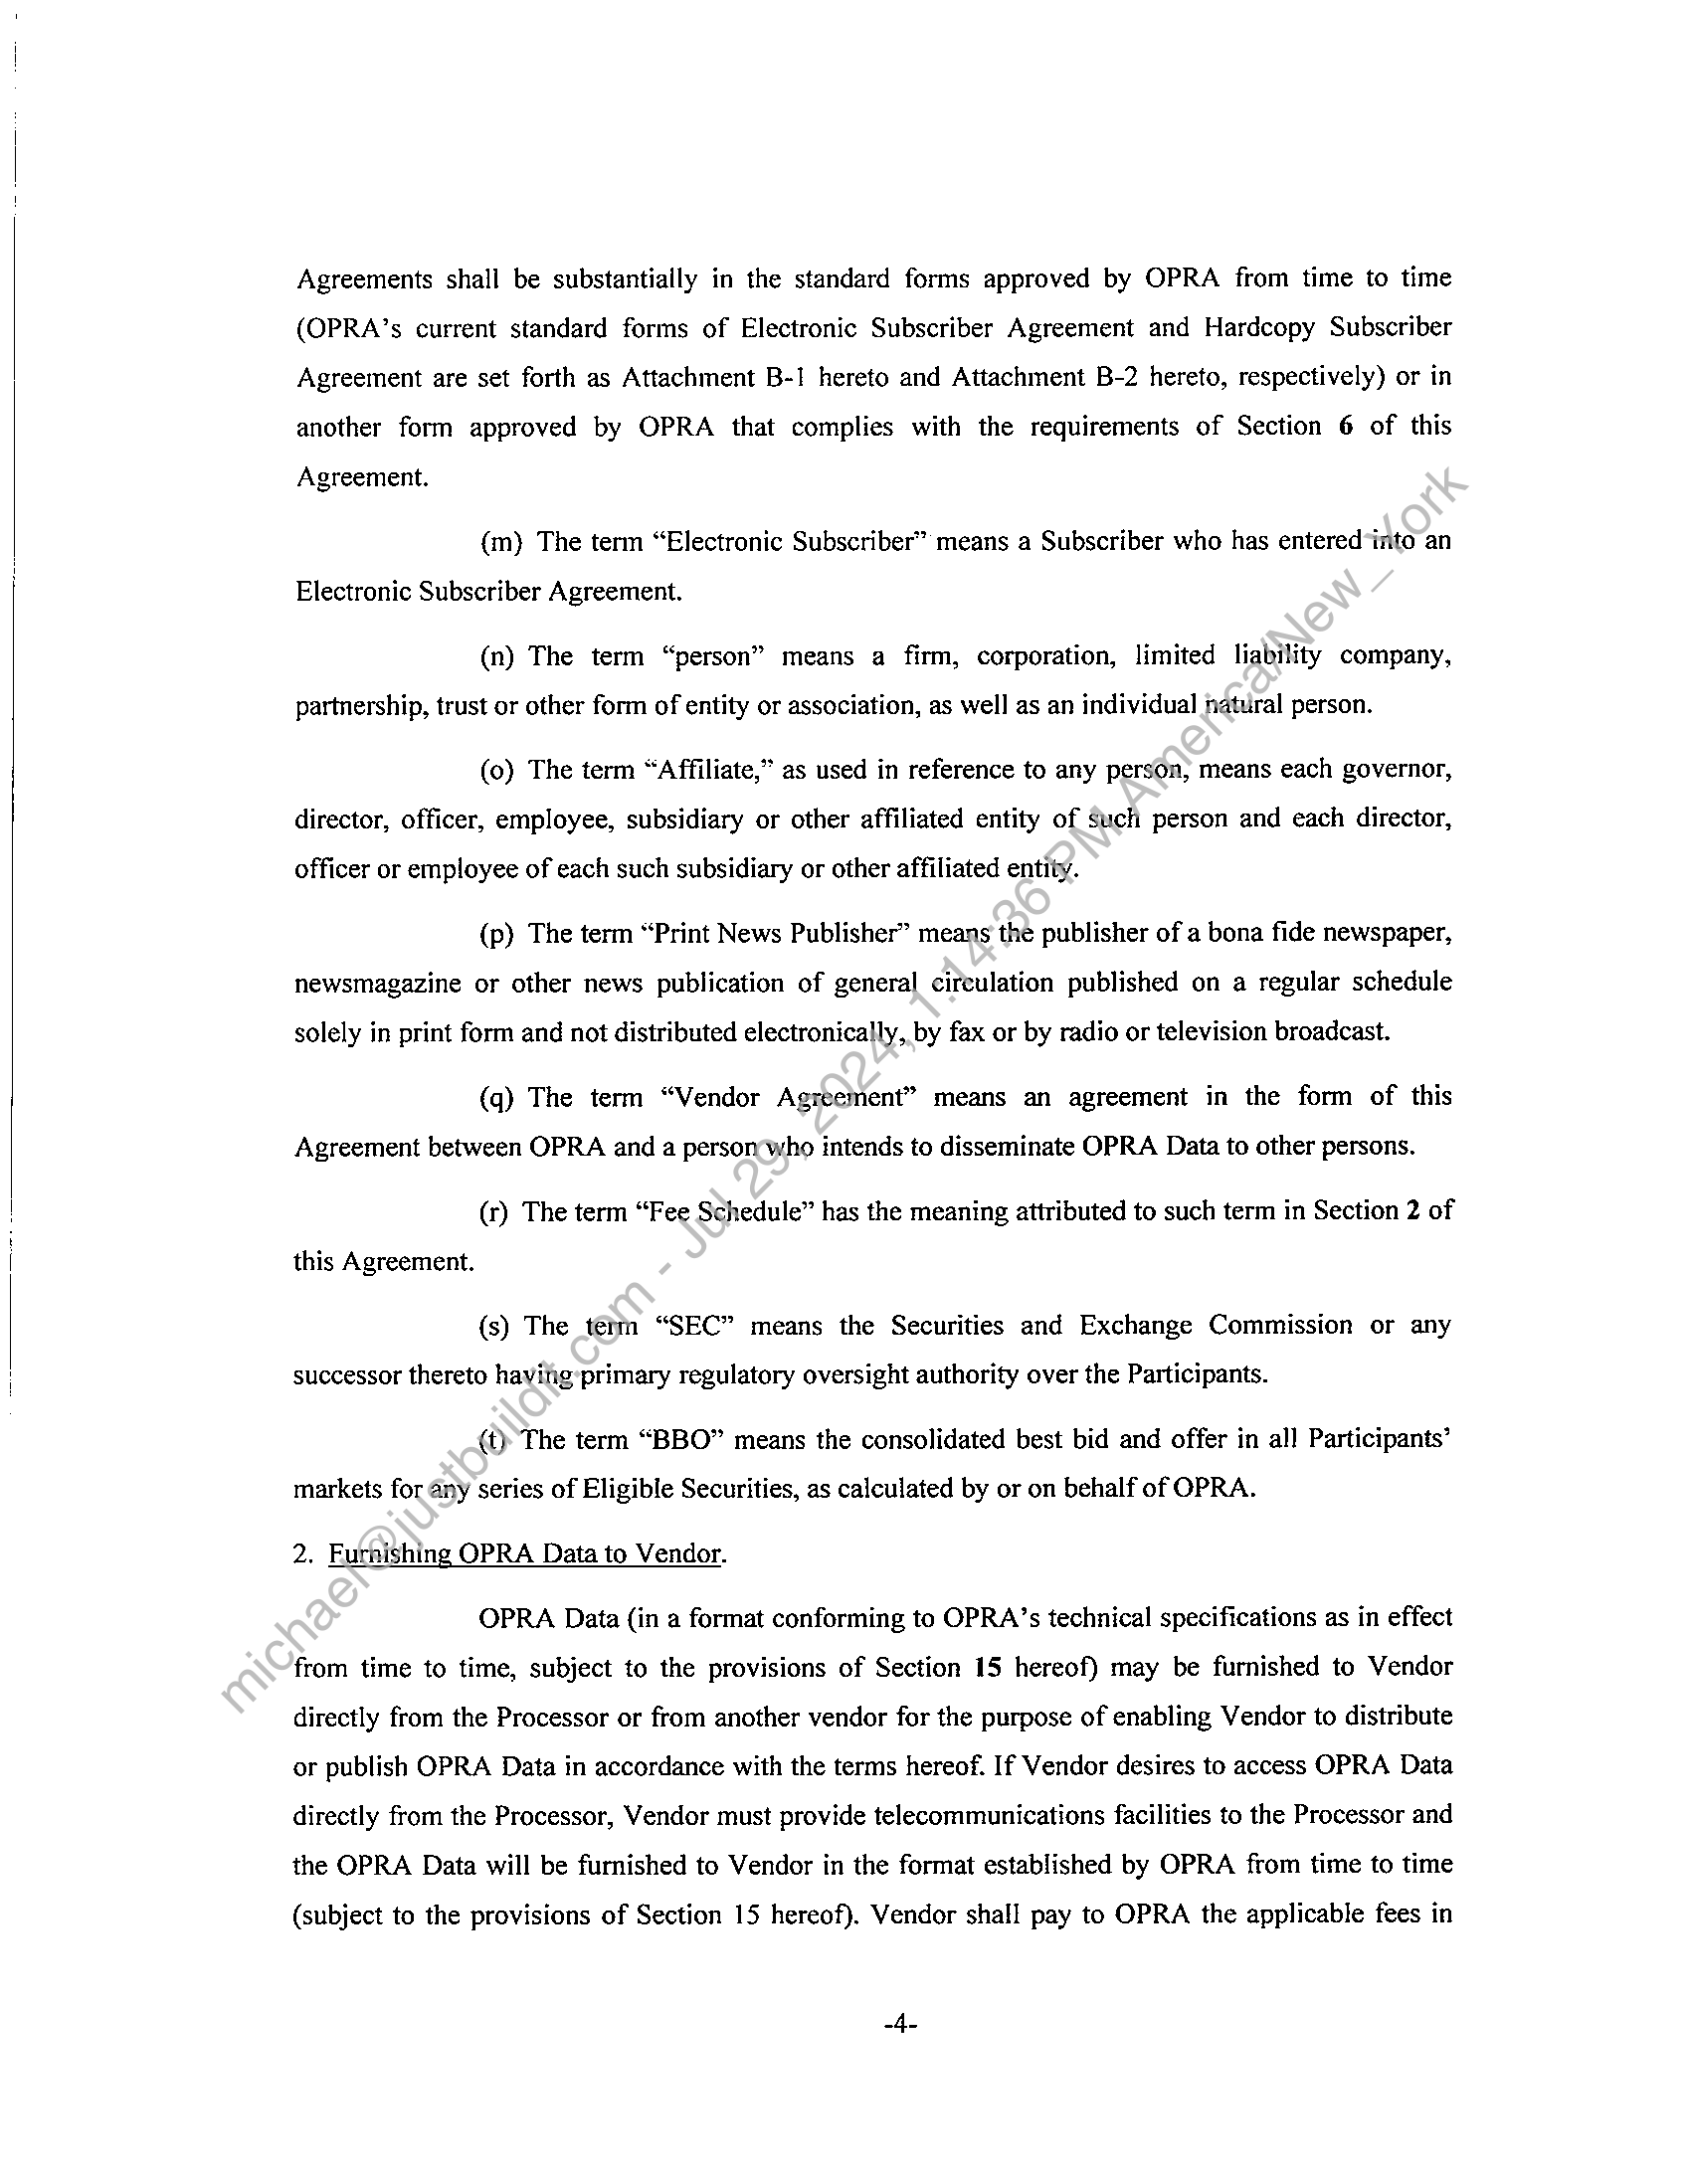 Agreements shall be substantially in the standard forms approved by OPRA from time to time
(OPRA's current standard forms of Electronic Subscriber Agreement and Hardcopy Subscriber
Agreement are set forth as Attachment B-1 hereto and Attachment B-2 hereto, respectively) or in
another form approved by OPRA that complies with the requirements of Section 6 of this
Agreement.
(m) The term “Electronic Subscriber” means a Subscriber who has entered into an
Electronic Subscriber Agreement.
(n) The term “person” means a firm, corporation, limited liability company,
partnership, trust or other form of entity or association, as well as an individual natural person.
(o) The term “Affiliate,” as used in reference to any person, means each governor,
director, officer, employee, subsidiary or other affiliated entity of such person and each director,
officer or employee of each such subsidiary or other affiliated entity.
(p) The term “Print News Publisher” means the publisher of a bona fide newspaper,
newsmagazine or other news publication of general circulation published on a regular schedule
solely in print form and not distributed electronically, by fax or by radio or television broadcast.
(q) The term “Vendor Agreement” means an agreement in the form of this
Agreement between OPRA and a person who intends to disseminate OPRA Data to other persons.
(r) The term “Fee Schedule” has the meaning attributed to such term in Section 2 of
this Agreement.
(s) The term “SEC” means the Securities and Exchange Commission or any
successor thereto having primary regulatory oversight authority over the Participants.
(t) The term “BBO” means the consolidated best bid and offer in all Participants'
markets for any series of Eligible Securities, as calculated by or on behalf of OPRA.
2. Furnishing OPRA Data to Vendor.
OPRA Data (in a format conforming to OPRA's technical specifications as in effect
from time to time, subject to the provisions of Section 15 hereof) may be furnished to Vendor
directly from the Processor or from another vendor for the purpose of enabling Vendor to distribute
or publish OPRA Data in accordance with the terms hereof. If Vendor desires to access OPRA Data
directly from the Processor, Vendor must provide telecommunications facilities to the Processor and
the OPRA Data will be furnished to Vendor in the format established by OPRA from time to time
(subject to the provisions of Section 15 hereof). Vendor shall pay to OPRA the applicable fees in
-4-
michael@justbuildit.com - Jul 29, 2024, 1:14:36 PM America/New_York